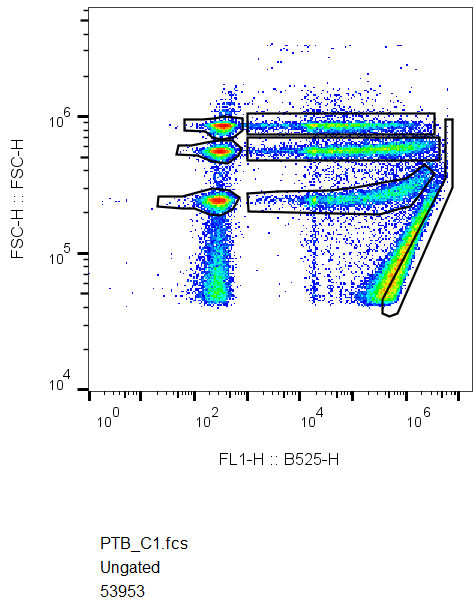 FSC-H :: FSC-H
10^6
10^5
10^4
10^0 10^2 10^4 10^6
FL1-H :: B525-H
PTB_C1.fcs
Ungated
53953